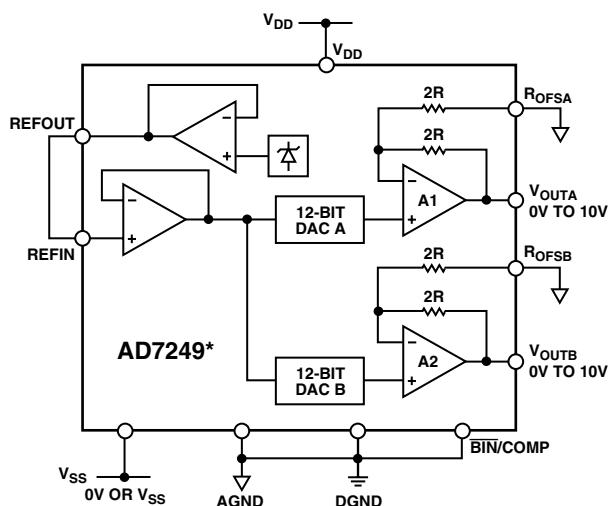 VDD
VDD
REFOUT
2R
ROFSA
2R
−
+
−
+
REFIN
12-BIT
DAC A
−
+
A1
VOUTA
0V TO 10V
2R
ROFSB
2R
AD7249*
12-BIT
DAC B
−
+
A2
VOUTB
0V TO 10V
VSS
0V OR VSS
AGND
DGND
B̅I̅N̅/COMP